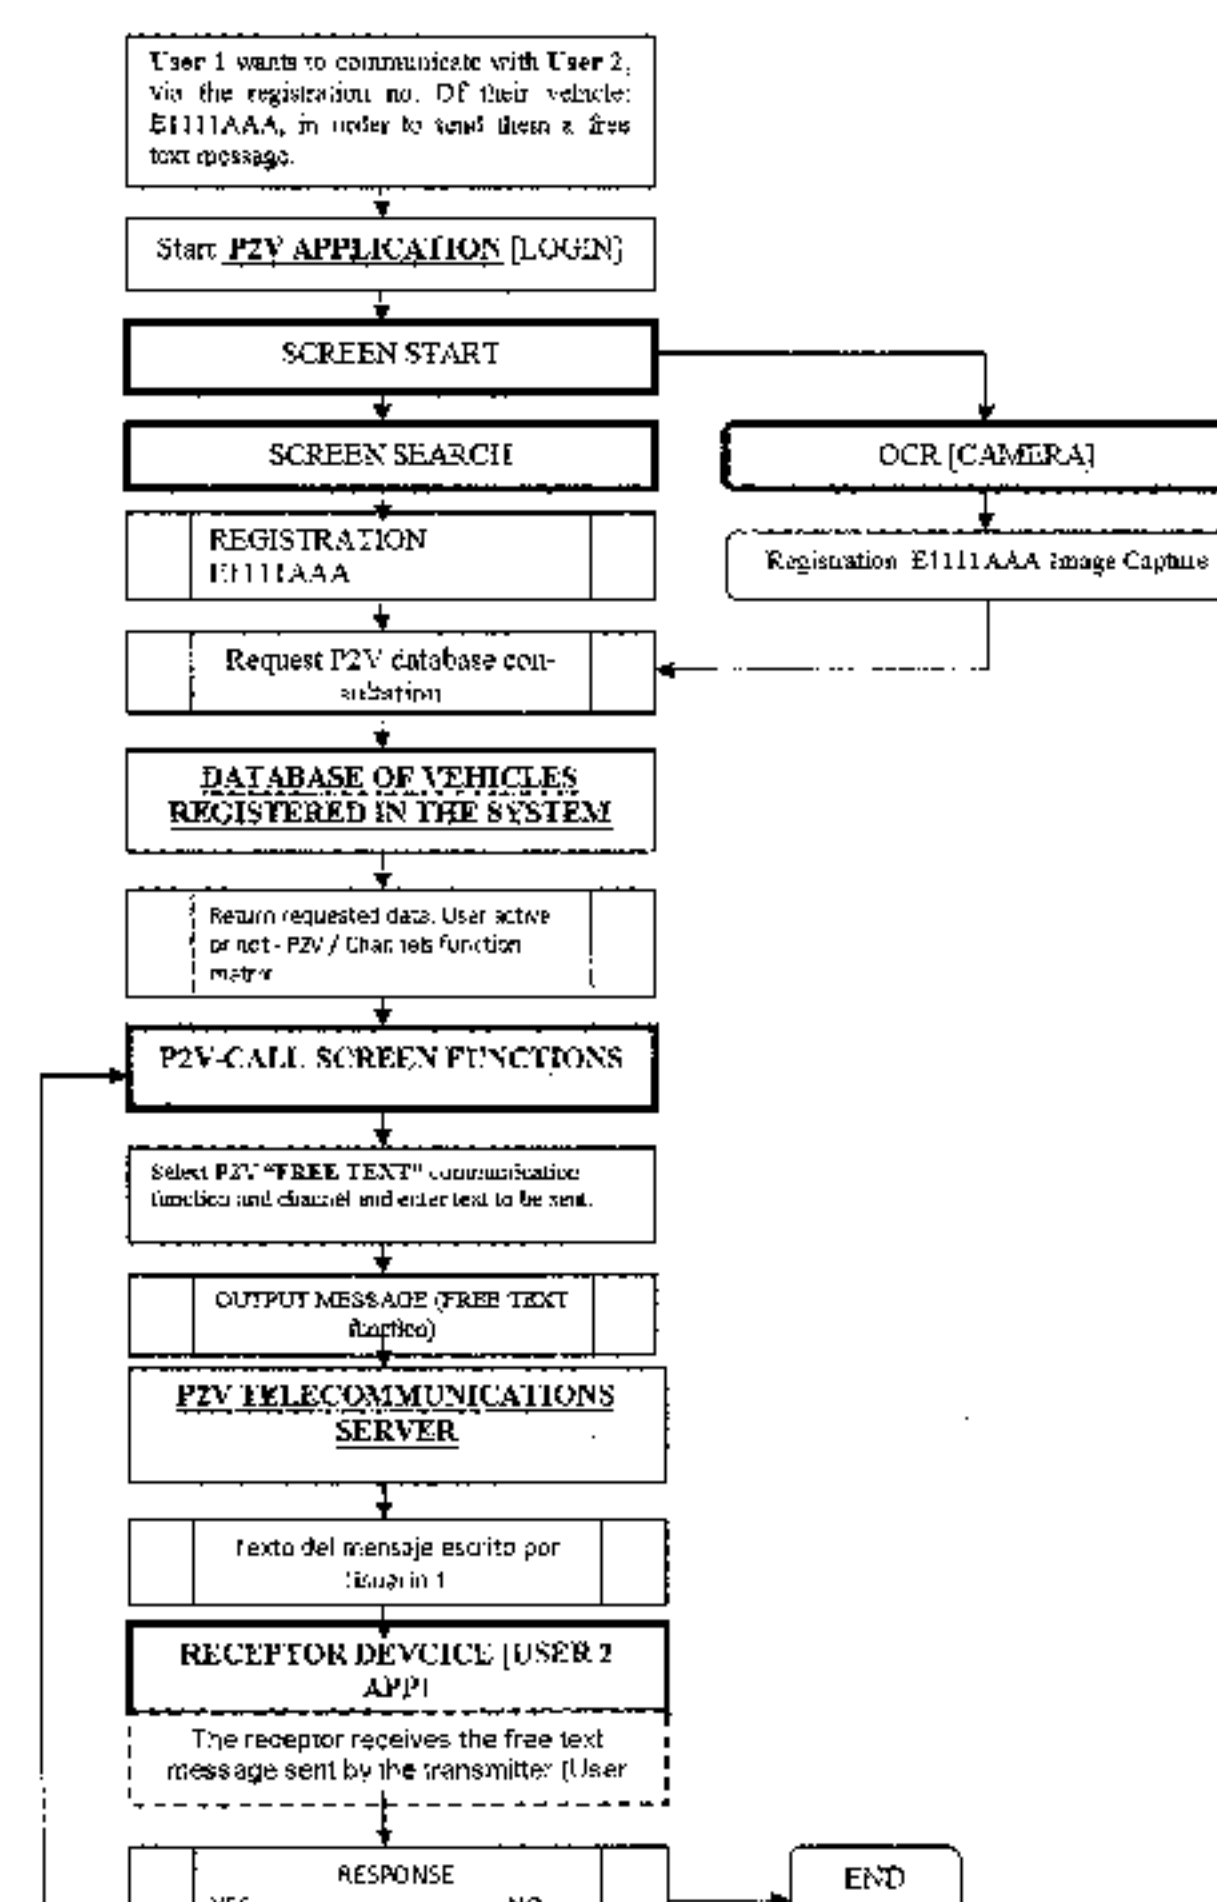 User 1 wants to communicate with User 2,
via the registration no. Of their vehicle:
E1111AAA, in order to send them a free
text message.
Start P2V APPLICATION [LOGIN]
SCREEN START
SCREEN SEARCH
OCR [CAMERA]
REGISTRATION
E1111AAA
Registration E1111AAA Image Capture
Request P2V database con-
sultation
DATABASE OF VEHICLES
REGISTERED IN THE SYSTEM
Return requested data. User active
or not - P2V / Channels function
matrix
P2V-CALL SCREEN FUNCTIONS
Select P2V "FREE TEXT" communication
function and channel and enter text to be sent.
OUTPUT MESSAGE (FREE TEXT
function)
P2V TELECOMMUNICATIONS
SERVER
Texto del mensaje escrito por
Usuario 1
RECEPTOR DEVCICE [USER 2
APP]
The receptor receives the free text
message sent by the transmitter (User
RESPONSE
END
YES NO